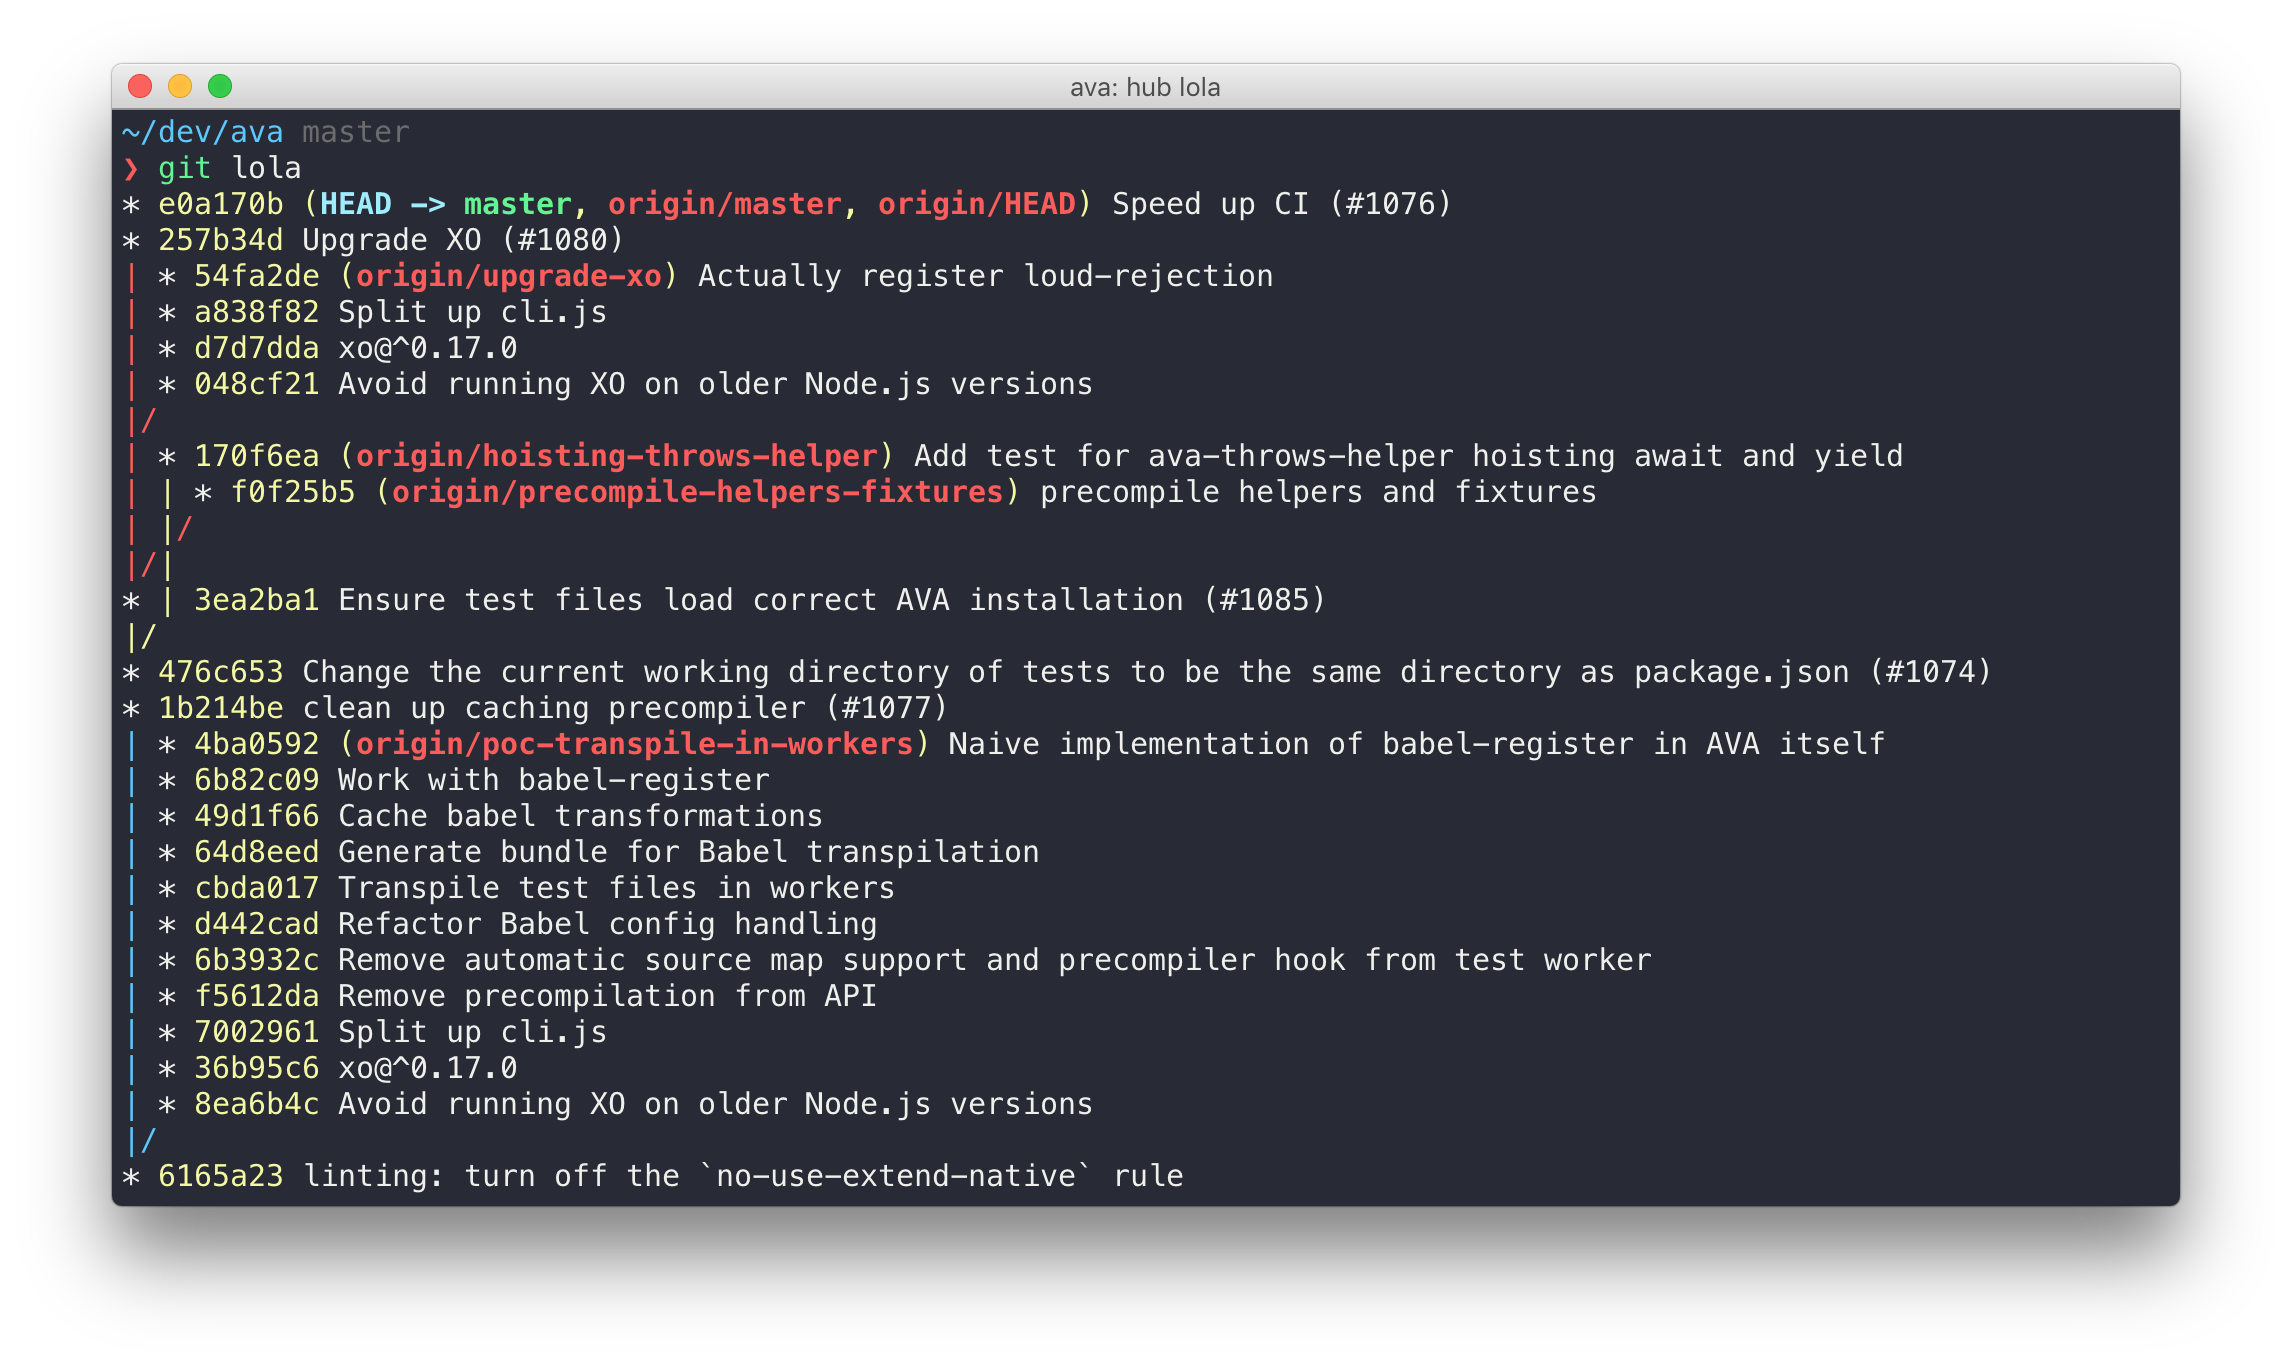 ava: hub lola
~/dev/ava master
❯ git lola
* e0a170b (HEAD -> master, origin/master, origin/HEAD) Speed up CI (#1076)
* 257b34d Upgrade XO (#1080)
| * 54fa2de (origin/upgrade-xo) Actually register loud-rejection
| * a838f82 Split up cli.js
| * d7d7dda xo@^0.17.0
| * 048cf21 Avoid running XO on older Node.js versions
|/
| * 170f6ea (origin/hoisting-throws-helper) Add test for ava-throws-helper hoisting await and yield
| | * f0f25b5 (origin/precompile-helpers-fixtures) precompile helpers and fixtures
| |/
|/|
* | 3ea2ba1 Ensure test files load correct AVA installation (#1085)
|/
* 476c653 Change the current working directory of tests to be the same directory as package.json (#1074)
* 1b214be clean up caching precompiler (#1077)
| * 4ba0592 (origin/poc-transpile-in-workers) Naive implementation of babel-register in AVA itself
| * 6b82c09 Work with babel-register
| * 49d1f66 Cache babel transformations
| * 64d8eed Generate bundle for Babel transpilation
| * cbda017 Transpile test files in workers
| * d442cad Refactor Babel config handling
| * 6b3932c Remove automatic source map support and precompiler hook from test worker
| * f5612da Remove precompilation from API
| * 7002961 Split up cli.js
| * 36b95c6 xo@^0.17.0
| * 8ea6b4c Avoid running XO on older Node.js versions
|/
* 6165a23 linting: turn off the `no-use-extend-native` rule